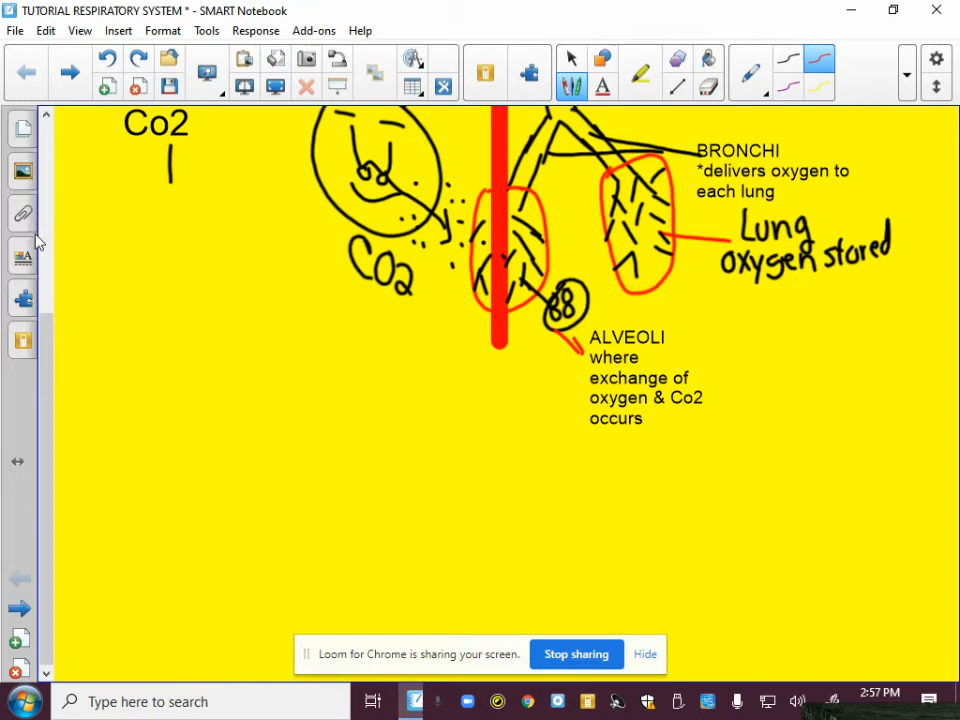 TUTORIAL RESPIRATORY SYSTEM * - SMART Notebook
File Edit View Insert Format Tools Response Add-ons Help
Co2
BRONCHI
*delivers oxygen to
each lung
Lung
oxygen stored
CO2
88
ALVEOLI
where
exchange of
oxygen & Co2
occurs
Loom for Chrome is sharing your screen. Stop sharing Hide
Type here to search
2:57 PM